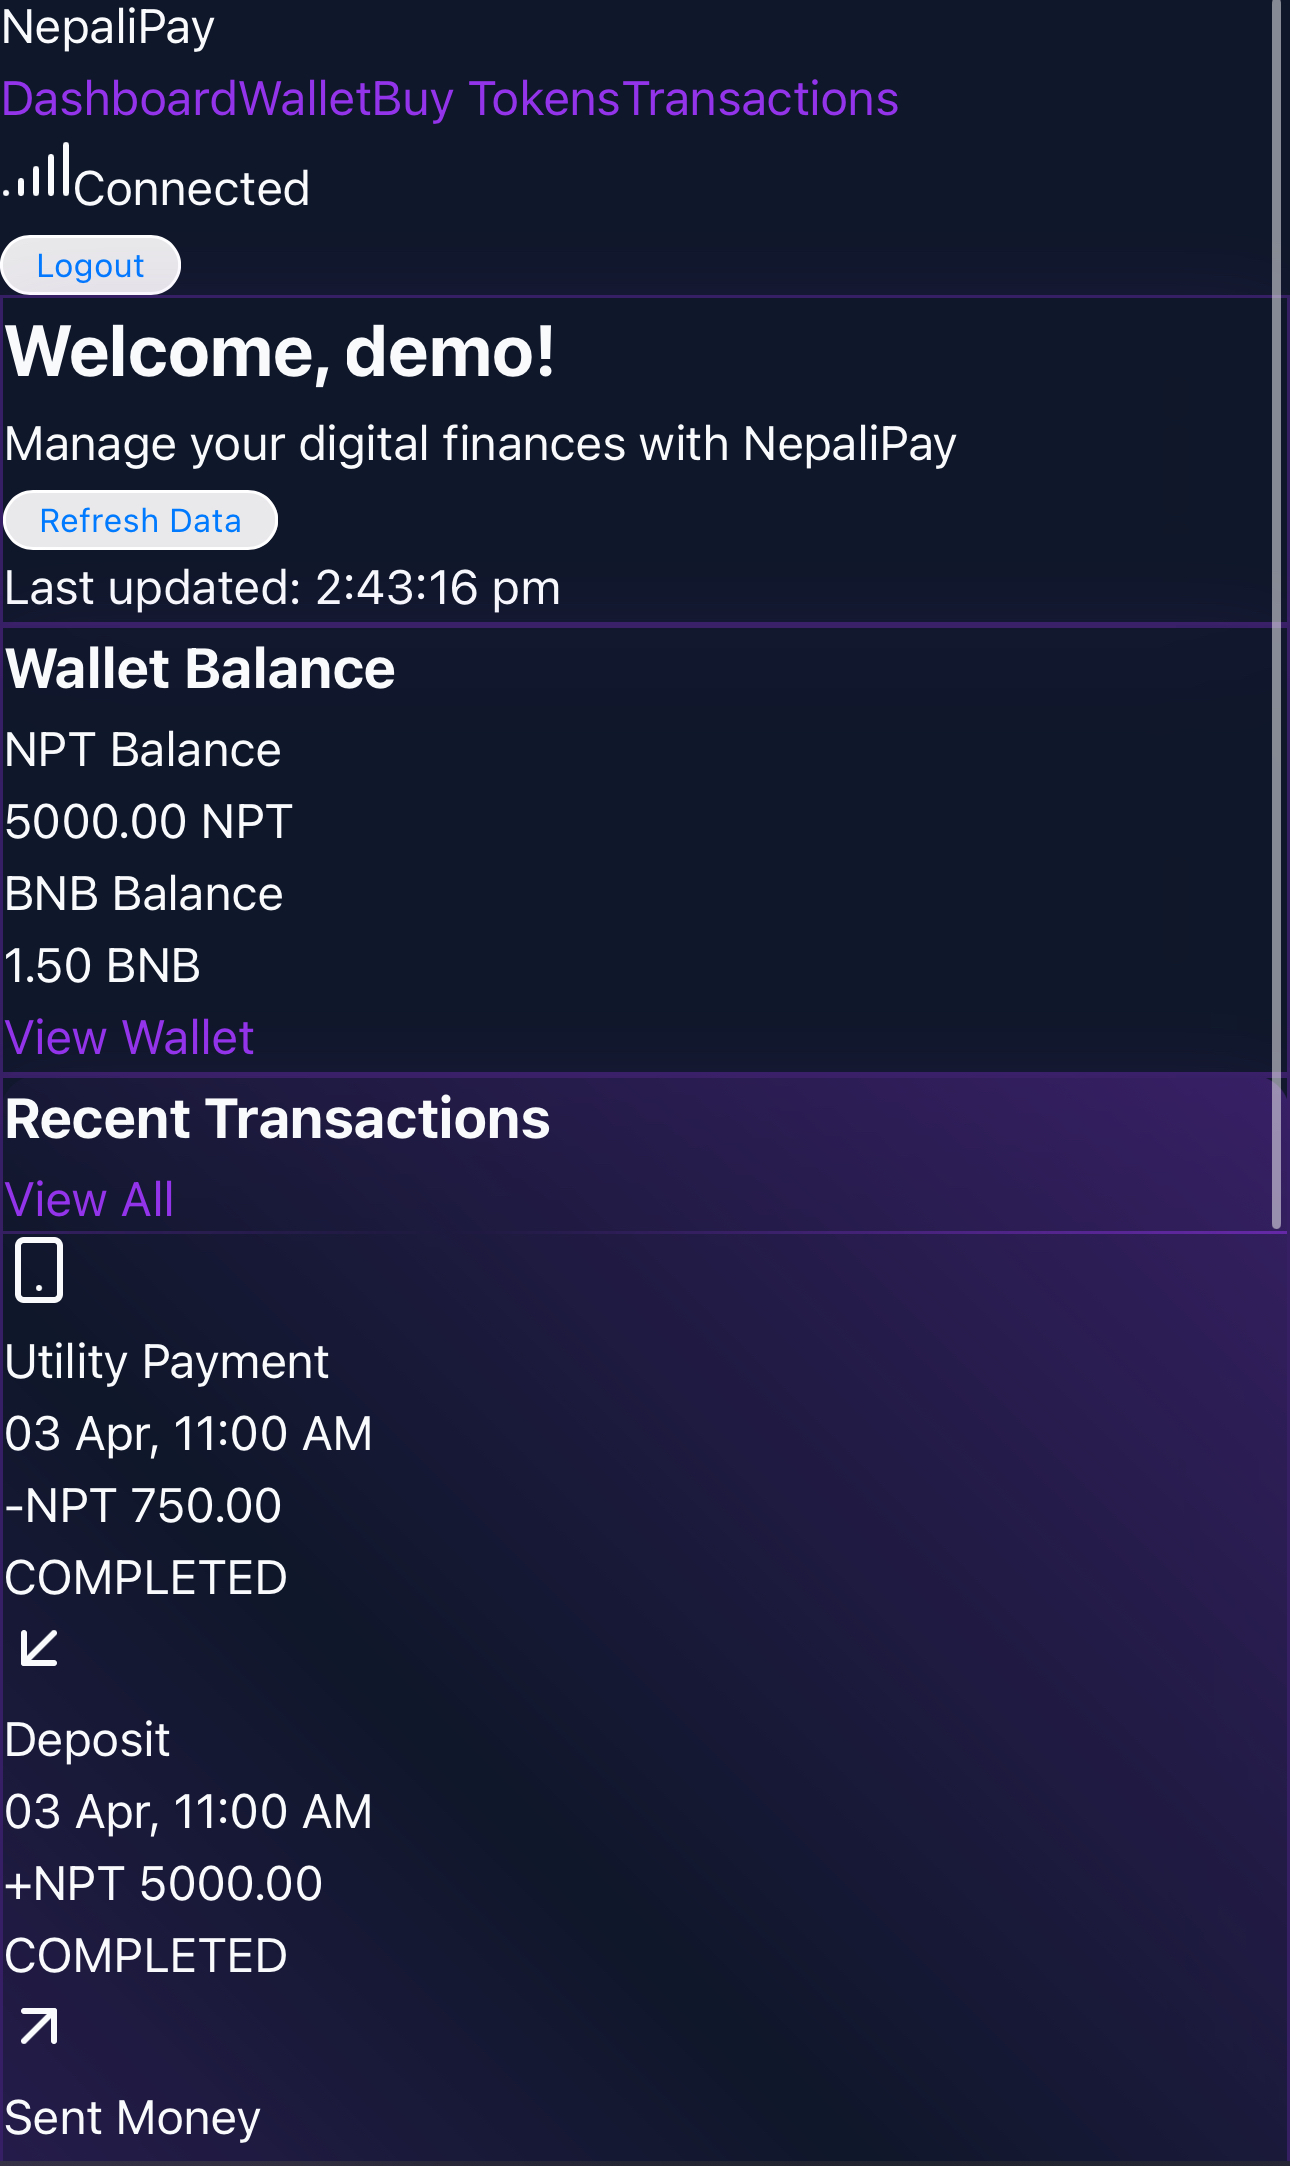 NepaliPay
DashboardWalletBuy TokensTransactions
Connected
Logout
Welcome, demo!
Manage your digital finances with NepaliPay
Refresh Data
Last updated: 2:43:16 pm
Wallet Balance
NPT Balance
5000.00 NPT
BNB Balance
1.50 BNB
View Wallet
Recent Transactions
View All
Utility Payment
03 Apr, 11:00 AM
-NPT 750.00
COMPLETED
Deposit
03 Apr, 11:00 AM
+NPT 5000.00
COMPLETED
Sent Money